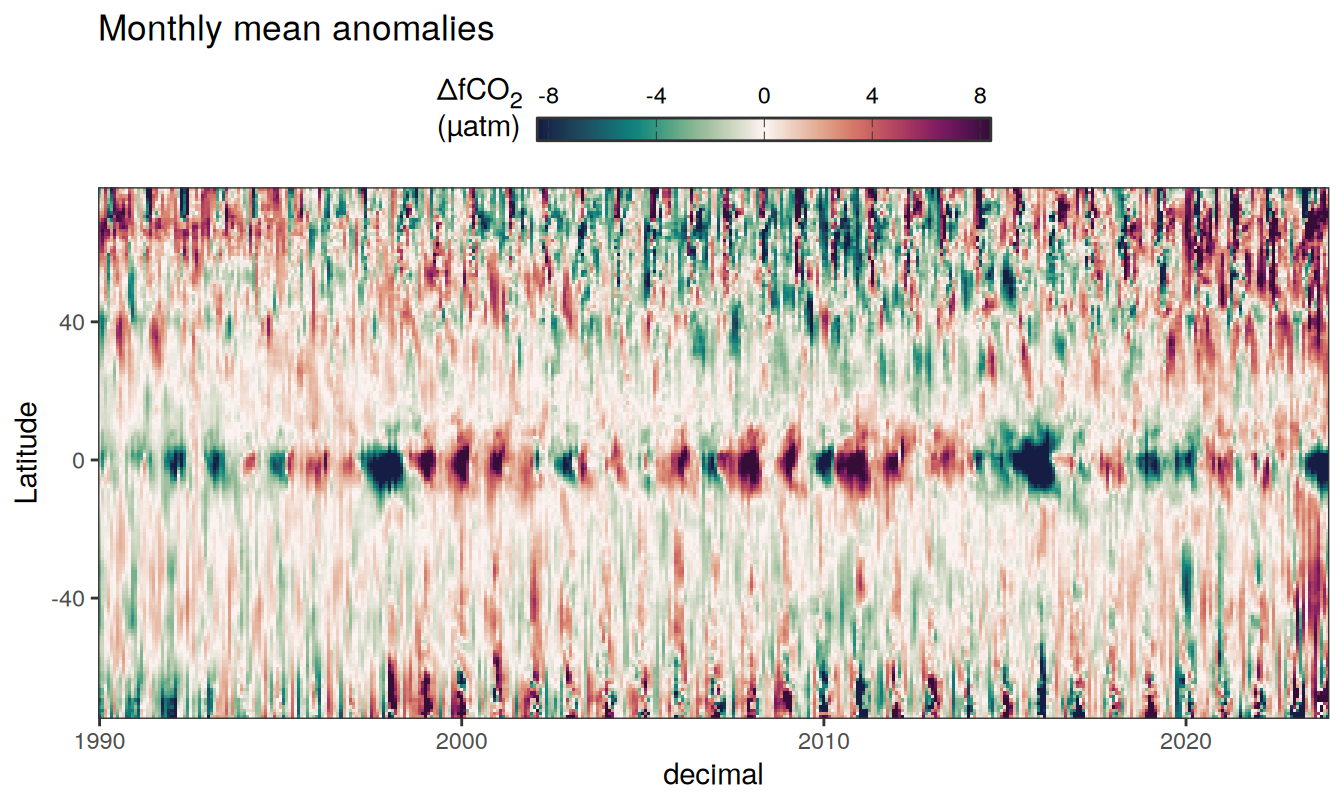 Monthly mean anomalies
ΔfCO₂ -8 -4 0 4 8
(µatm)
Latitude
40
0
-40
1990 2000 2010 2020
decimal